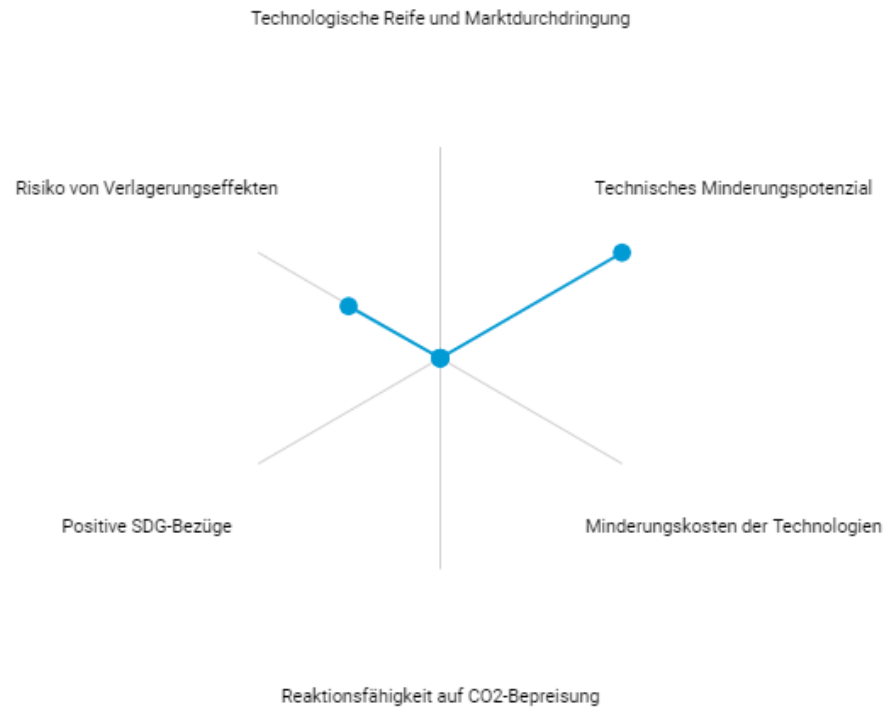 Technologische Reife und Marktdurchdringung
Risiko von Verlagerungseffekten
Technisches Minderungspotenzial
Positive SDG-Bezüge
Minderungskosten der Technologien
Reaktionsfähigkeit auf CO2-Bepreisung